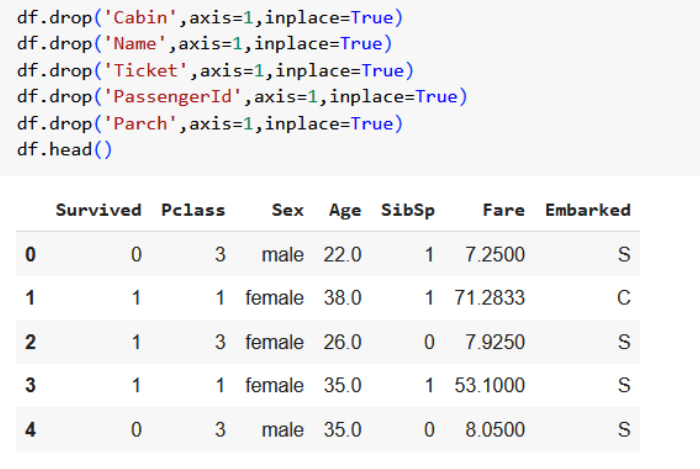 df.drop('Cabin',axis=1,inplace=True)
df.drop('Name',axis=1,inplace=True)
df.drop('Ticket',axis=1,inplace=True)
df.drop('PassengerId',axis=1,inplace=True)
df.drop('Parch',axis=1,inplace=True)
df.head()
Survived Pclass Sex Age SibSp Fare Embarked
0 0 3 male 22.0 1 7.2500 S
1 1 1 female 38.0 1 71.2833 C
2 1 3 female 26.0 0 7.9250 S
3 1 1 female 35.0 1 53.1000 S
4 0 3 male 35.0 0 8.0500 S